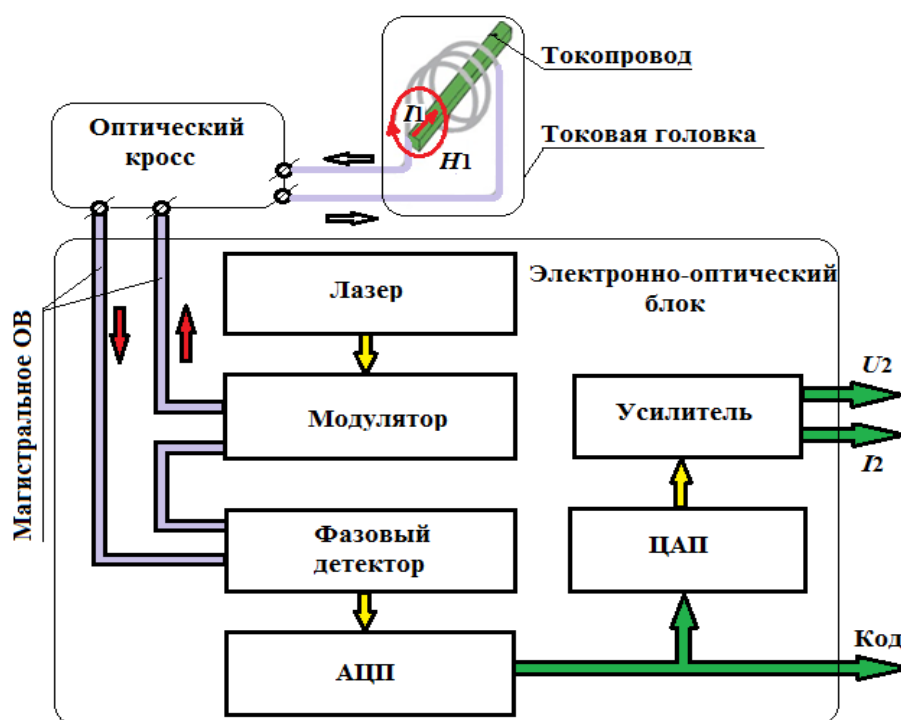 Токопровод
I1
Оптический
кросс
H1
Токовая головка
Электронно-оптический
блок
Лазер
Магистральное ОВ
Модулятор
Усилитель
U2
I2
Фазовый
детектор
ЦАП
АЦП
Код